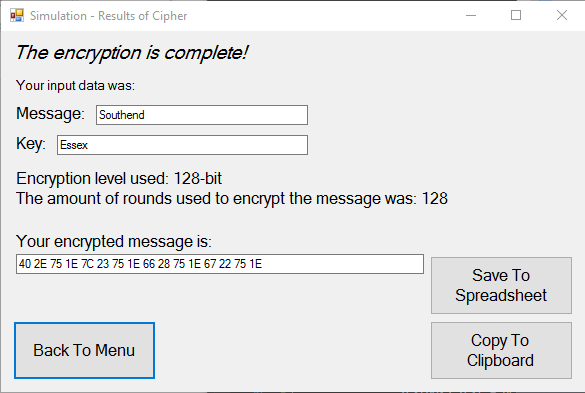 Simulation - Results of Cipher
The encryption is complete!
Your input data was:
Message: Southend
Key: Essex
Encryption level used: 128-bit
The amount of rounds used to encrypt the message was: 128
Your encrypted message is:
40 2E 75 1E 7C 23 75 1E 66 28 75 1E 67 22 75 1E
Save To
Spreadsheet
Back To Menu
Copy To
Clipboard